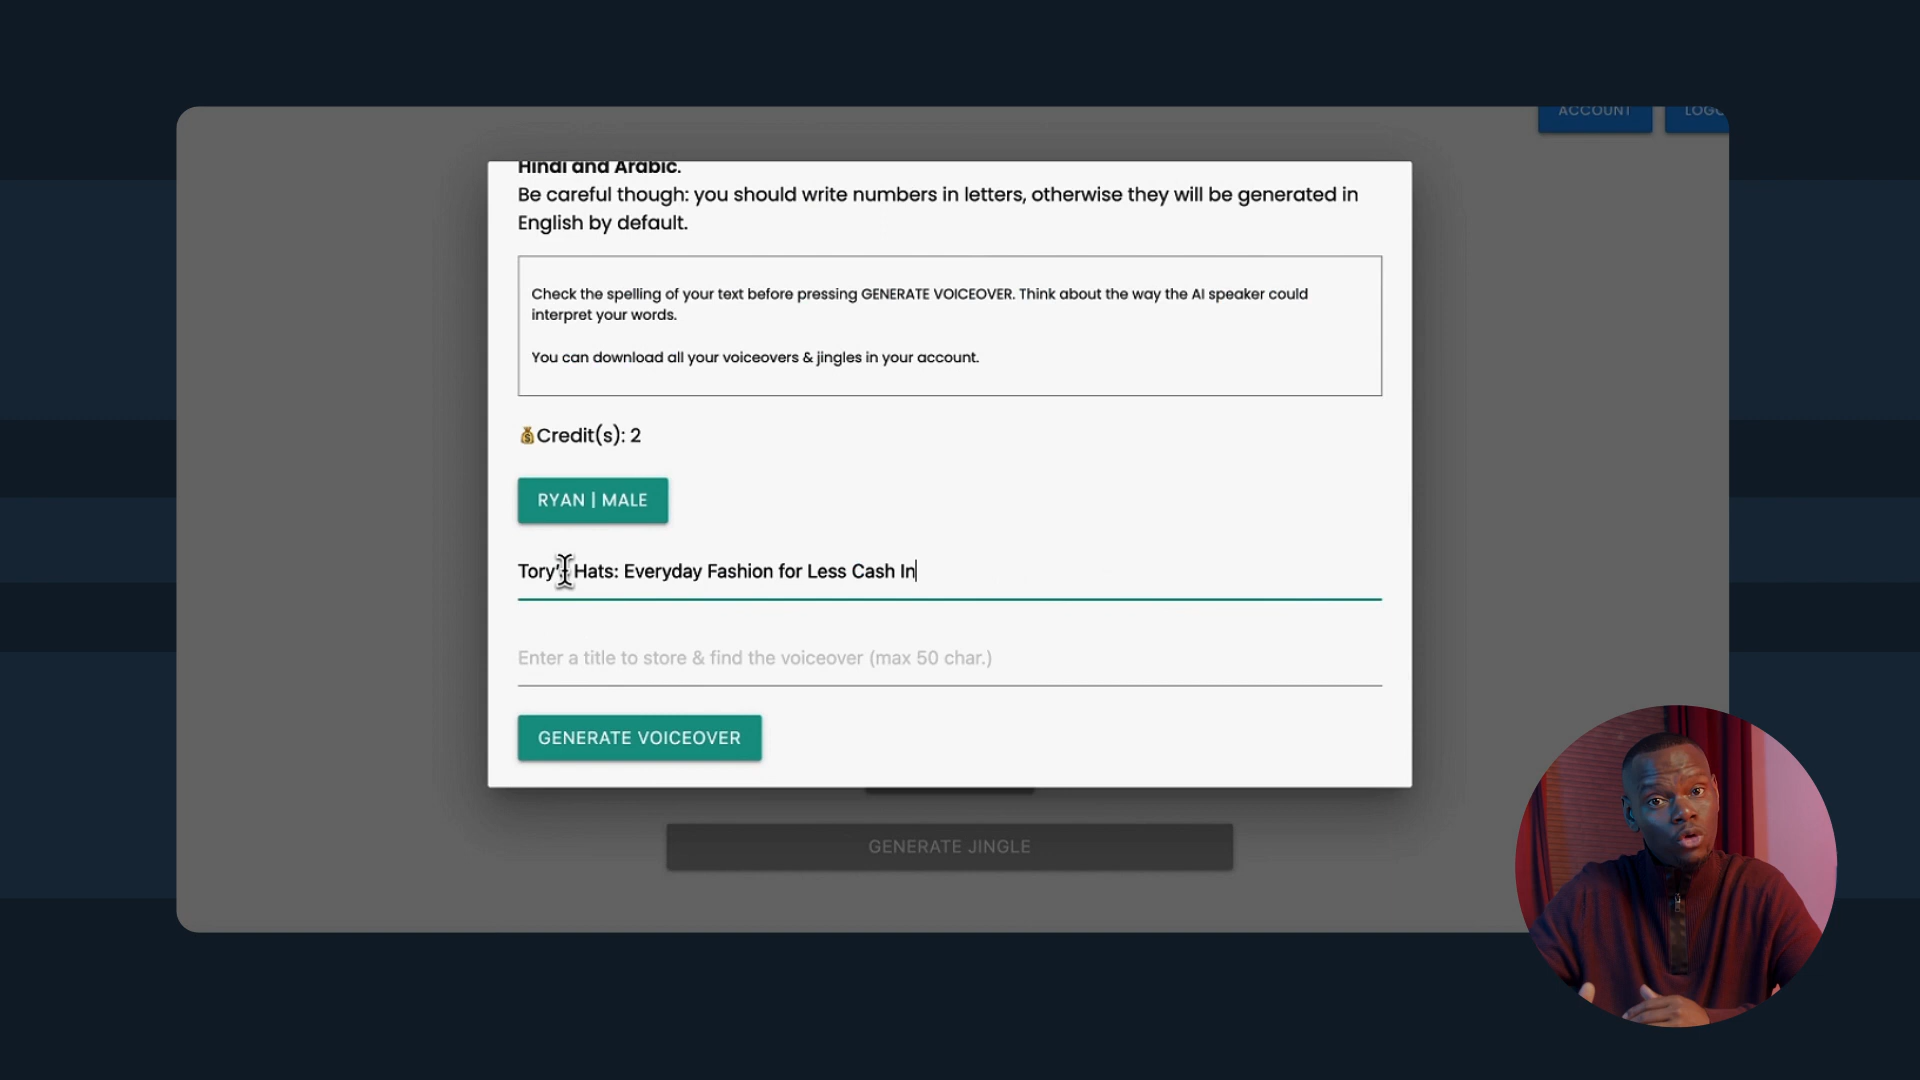 ACCOUNT
Hindi and Arabic.
Be careful though: you should write numbers in letters, otherwise they will be generated in
English by default.
Check the spelling of your text before pressing GENERATE VOICEOVER. Think about the way the AI speaker could
interpret your words.
You can download all your voiceovers & jingles in your account.
💰Credit(s): 2
RYAN | MALE
Tory's Hats: Everyday Fashion for Less Cash In
Enter a title to store & find the voiceover (max 50 char.)
GENERATE VOICEOVER
GENERATE JINGLE